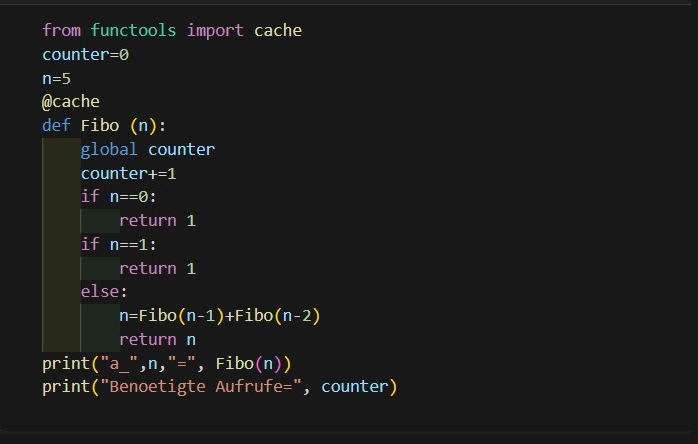 from functools import cache
counter=0
n=5
@cache
def Fibo (n):
    global counter
    counter+=1
    if n==0:
        return 1
    if n==1:
        return 1
    else:
        n=Fibo(n-1)+Fibo(n-2)
        return n
print("a_",n,"=", Fibo(n))
print("Benoetigte Aufrufe=", counter)